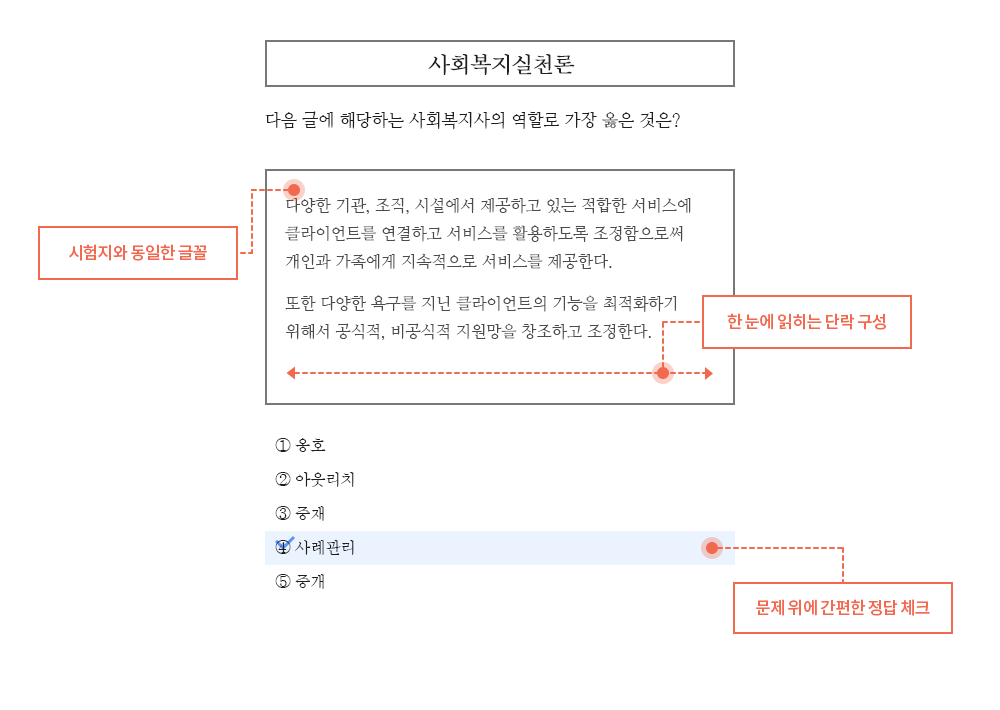 사회복지실천론
다음 글에 해당하는 사회복지사의 역할로 가장 옳은 것은?
다양한 기관, 조직, 시설에서 제공하고 있는 적합한 서비스에
클라이언트를 연결하고 서비스를 활용하도록 조정함으로써
개인과 가족에게 지속적으로 서비스를 제공한다.
시험지와 동일한 글꼴
또한 다양한 욕구를 지닌 클라이언트의 기능을 최적화하기
위해서 공식적, 비공식적 지원망을 창조하고 조정한다.
한 눈에 읽히는 단락 구성
① 옹호
② 아웃리치
③ 중재
④ 사례관리
⑤ 중개
문제 위에 간편한 정답 체크